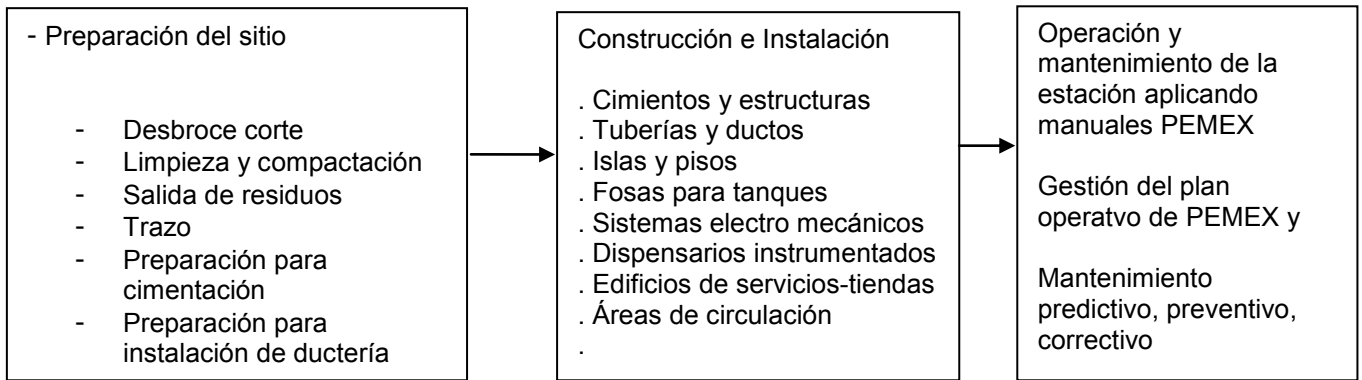 - Preparación del sitio
- Desbroce corte
- Limpieza y compactación
- Salida de residuos
- Trazo
- Preparación para
cimentación
- Preparación para
instalación de ductería
Construcción e Instalación
. Cimientos y estructuras
. Tuberías y ductos
. Islas y pisos
. Fosas para tanques
. Sistemas electro mecánicos
. Dispensarios instrumentados
. Edificios de servicios-tiendas
. Áreas de circulación
.
Operación y
mantenimiento de la
estación aplicando
manuales PEMEX
Gestión del plan
operatvo de PEMEX y
Mantenimiento
predictivo, preventivo,
correctivo